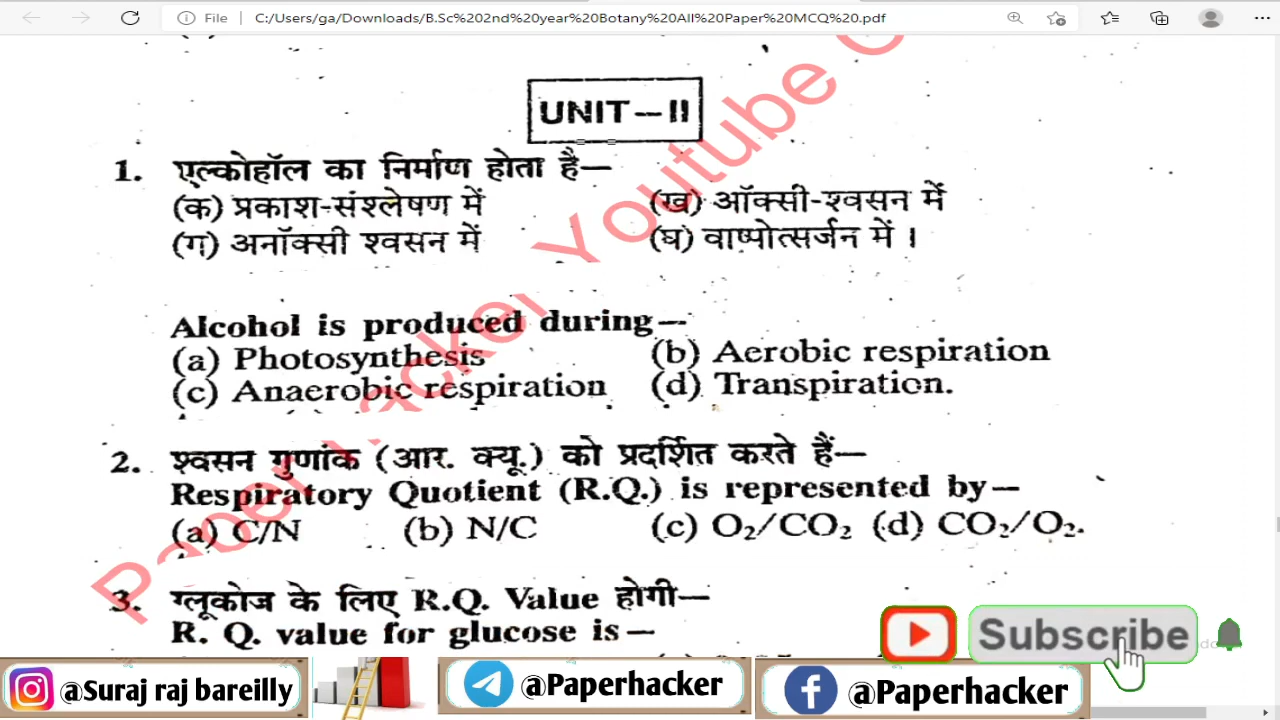 File
C:/Users/ga/Downloads/B.Sc%202nd%20year%20Botany%20All%20Paper%20MCQ%20.pdf
UNIT–II
1. एल्कोहॉल का निर्माण होता है—
(क) प्रकाश-संश्लेषण में (ख) ऑक्सी-श्वसन में
(ग) अनॉक्सी श्वसन में (घ) वाष्पोत्सर्जन में।
Alcohol is produced during—
(a) Photosynthesis (b) Aerobic respiration
(c) Anaerobic respiration (d) Transpiration.
2. श्वसन गुणांक (आर. क्यू.) को प्रदर्शित करते हैं—
Respiratory Quotient (R.Q.) is represented by—
(a) C/N (b) N/C (c) O₂/CO₂ (d) CO₂/O₂.
3. ग्लूकोज के लिए R.Q. Value होगी—
R. Q. value for glucose is—
Paper Hacker Youtube
Subscribe
@Suraj raj bareilly
@Paperhacker
@Paperhacker